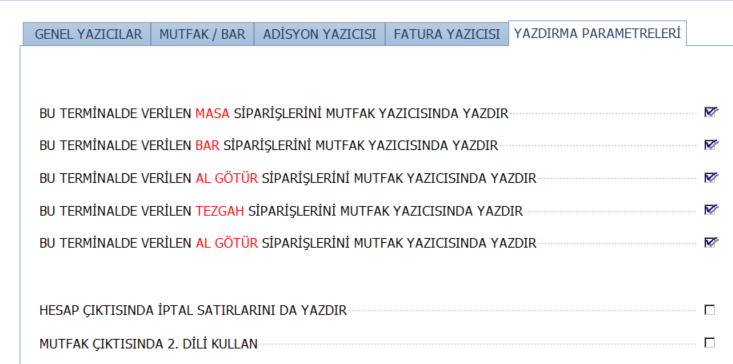 GENEL YAZICILAR MUTFAK / BAR ADİSYON YAZICISI FATURA YAZICISI YAZDIRMA PARAMETRELERİ
BU TERMİNALDE VERİLEN MASA SİPARİŞLERİNİ MUTFAK YAZICISINDA YAZDIR
BU TERMİNALDE VERİLEN BAR SİPARİŞLERİNİ MUTFAK YAZICISINDA YAZDIR
BU TERMİNALDE VERİLEN AL GÖTÜR SİPARİŞLERİNİ MUTFAK YAZICISINDA YAZDIR
BU TERMİNALDE VERİLEN TEZGAH SİPARİŞLERİNİ MUTFAK YAZICISINDA YAZDIR
BU TERMİNALDE VERİLEN AL GÖTÜR SİPARİŞLERİNİ MUTFAK YAZICISINDA YAZDIR
HESAP ÇIKTISINDA İPTAL SATIRLARINI DA YAZDIR
MUTFAK ÇIKTISINDA 2. DİLİ KULLAN